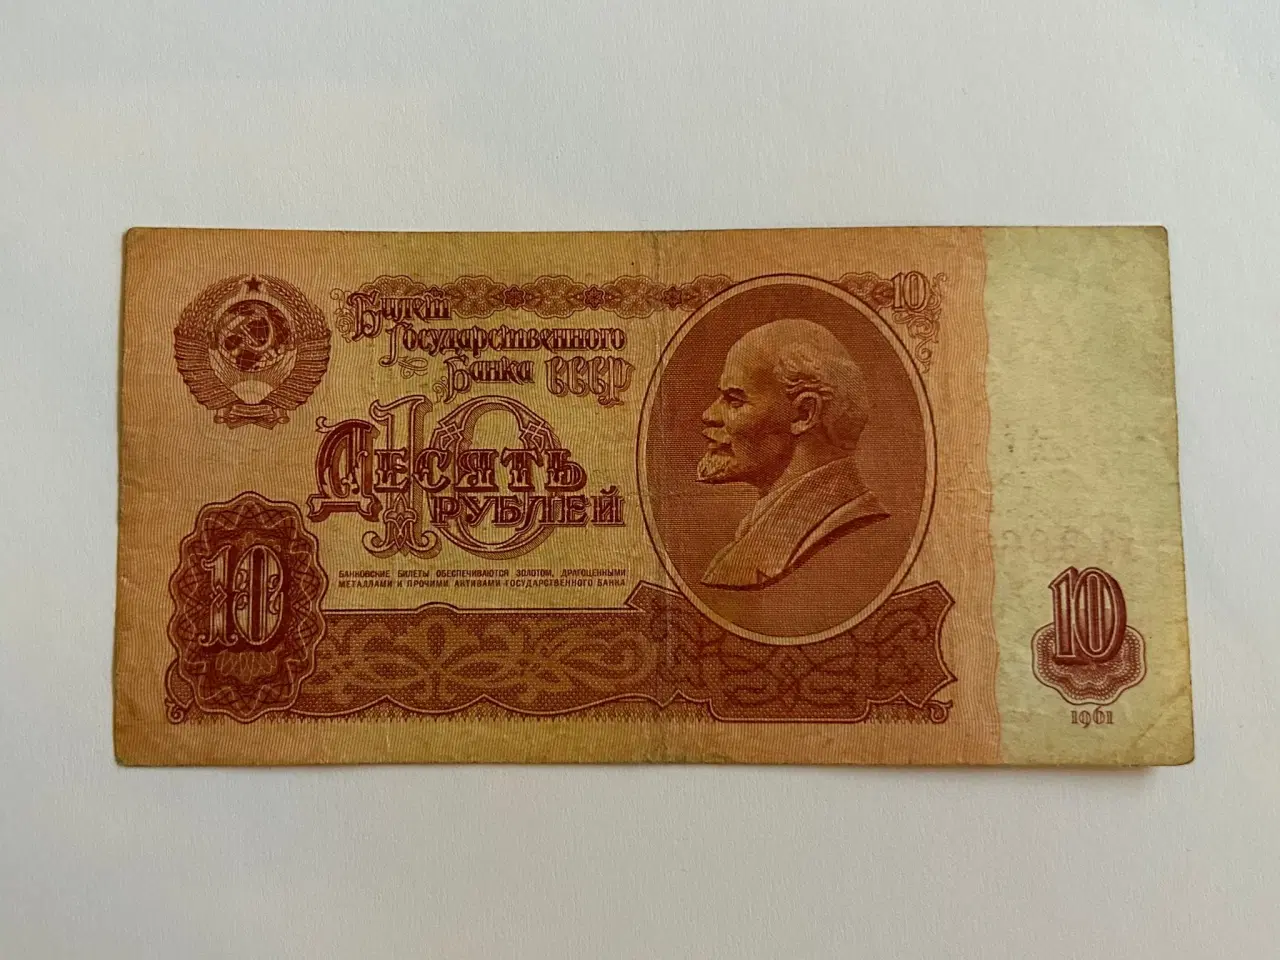 Билет
Государственного
Банка СССР
10
10
Десять
рублей
БАНКОВСКИЕ БИЛЕТЫ ОБЕСПЕЧИВАЮТСЯ ЗОЛОТОМ, ДРАГОЦЕННЫМИ
МЕТАЛЛАМИ И ПРОЧИМИ АКТИВАМИ ГОСУДАРСТВЕННОГО БАНКА
10
10
1961